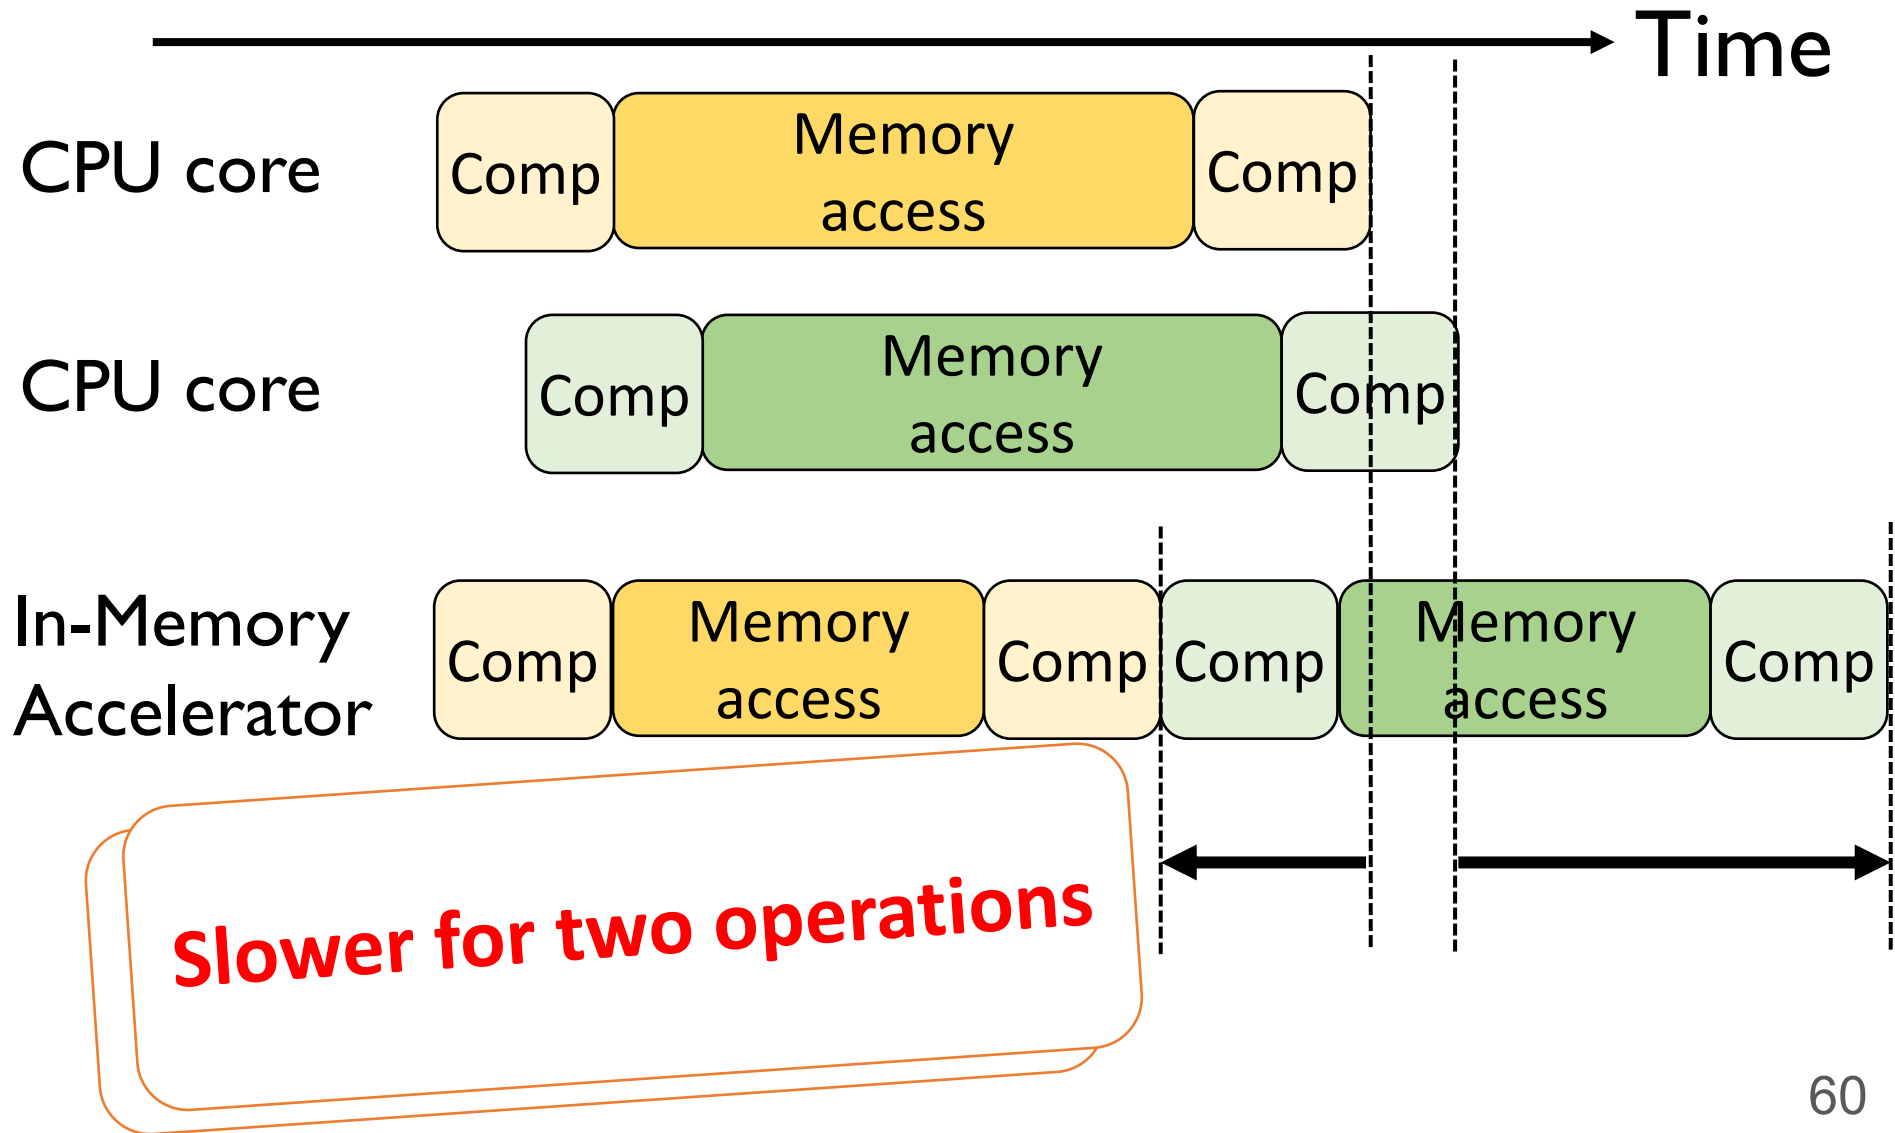 Time
CPU core
Comp
Memory
access
Comp
CPU core
Comp
Memory
access
Comp
In-Memory
Accelerator
Comp
Memory
access
Comp
Comp
Memory
access
Comp
Slower for two operations
60